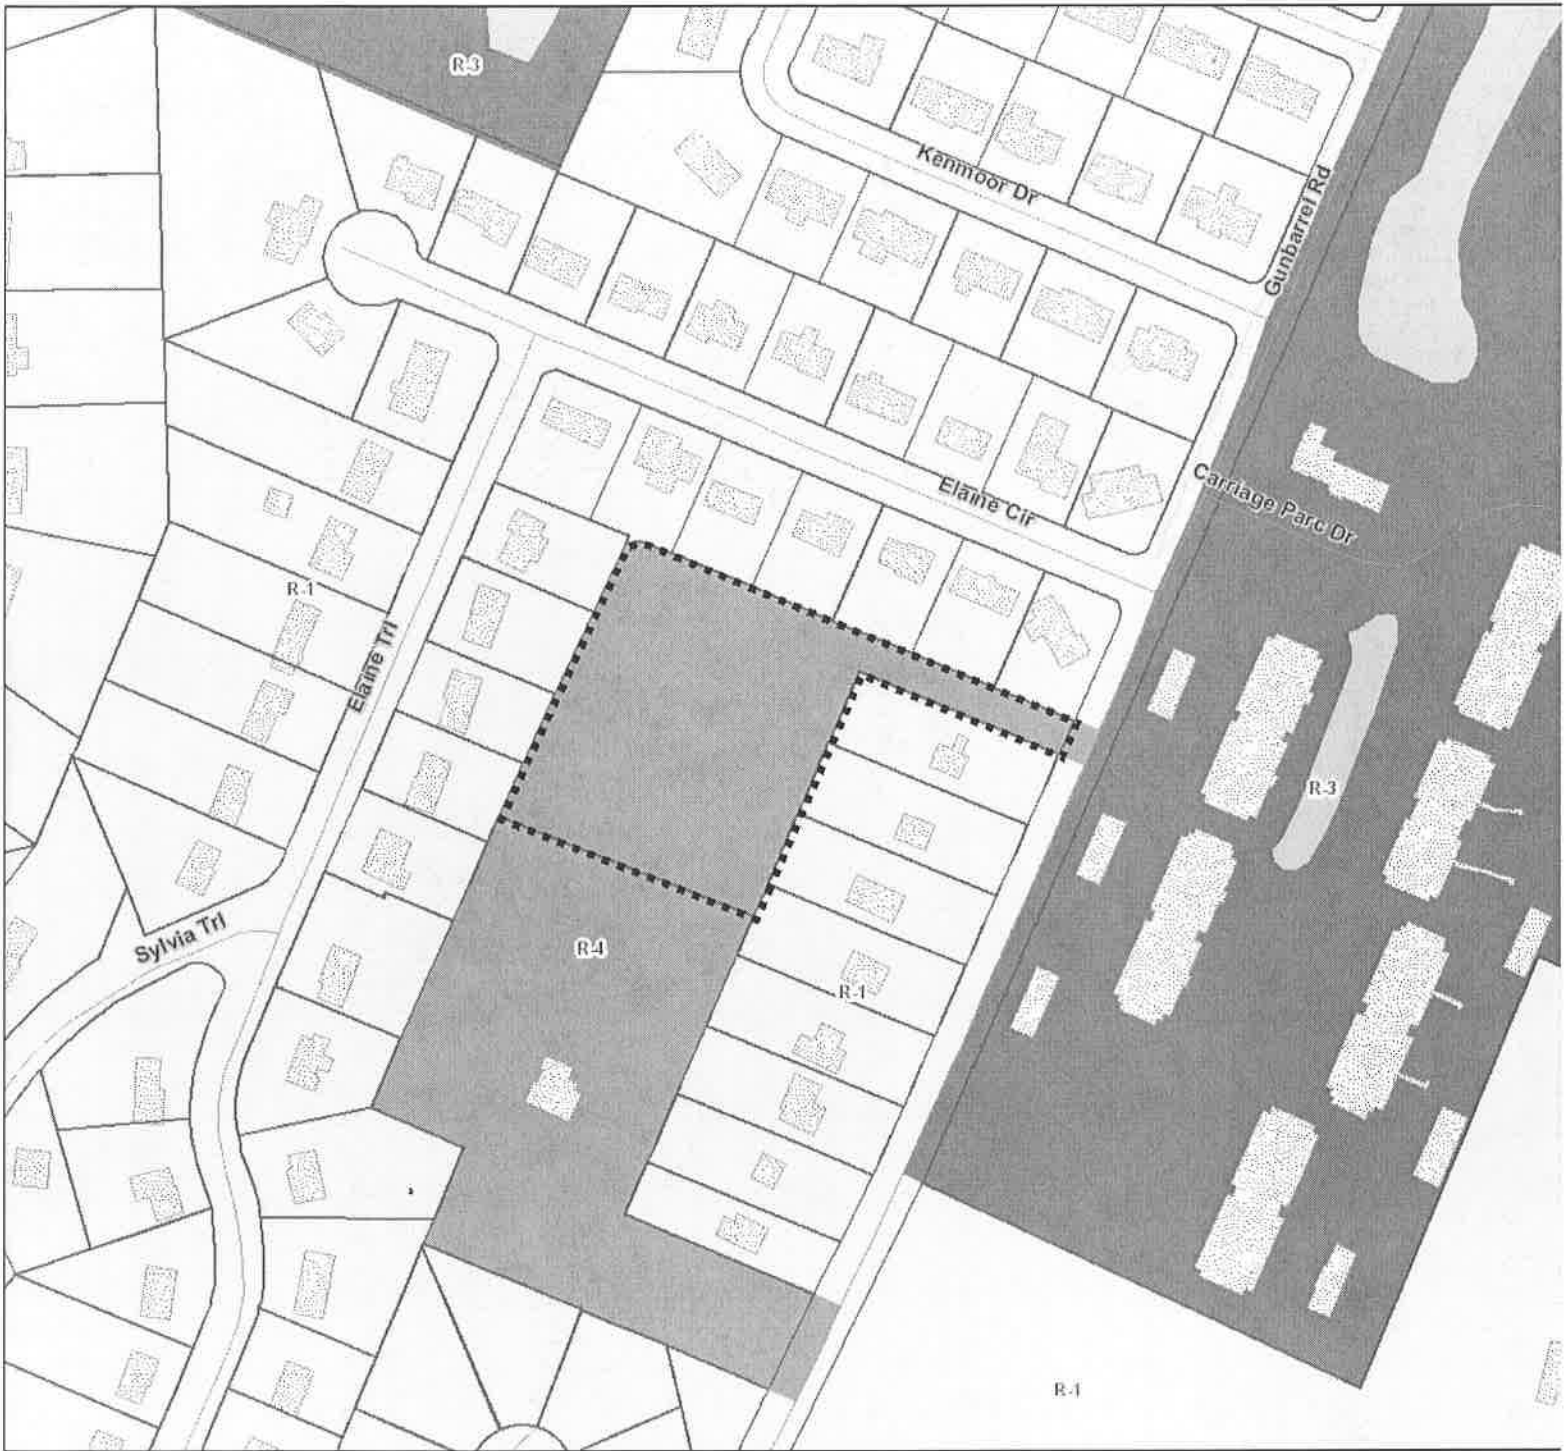 R-3
Kenmoor Dr
Gunbarrel Rd
Elaine Cir
Carriage Parc Dr
R-1
Elaine Trl
R-3
Sylvia Trl
R-4
R-1
R-1